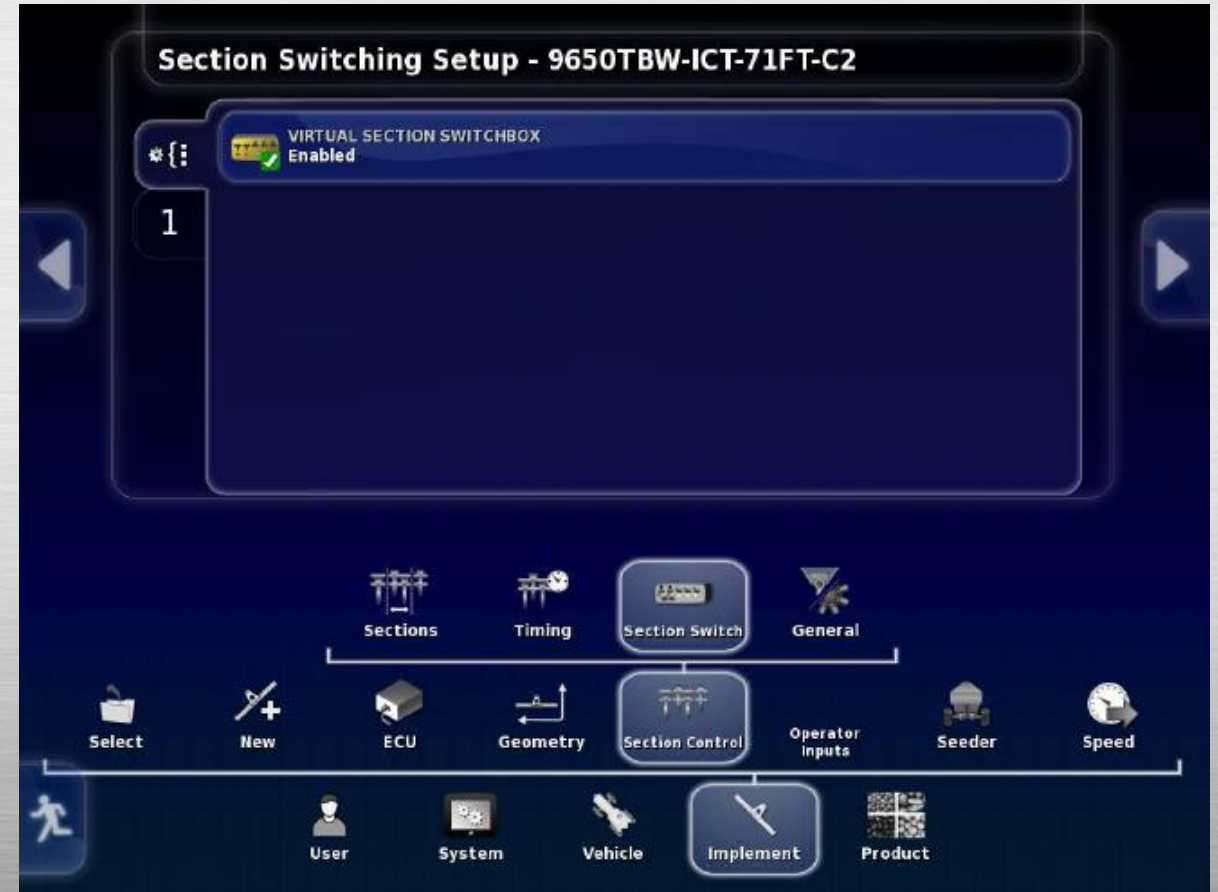 Section Switching Setup - 9650TBW-ICT-71FT-C2
VIRTUAL SECTION SWITCHBOX
Enabled
1
Sections
Timing
Section Switch
General
Select
New
ECU
Geometry
Section Control
Operator
Inputs
Seeder
Speed
User
System
Vehicle
Implement
Product